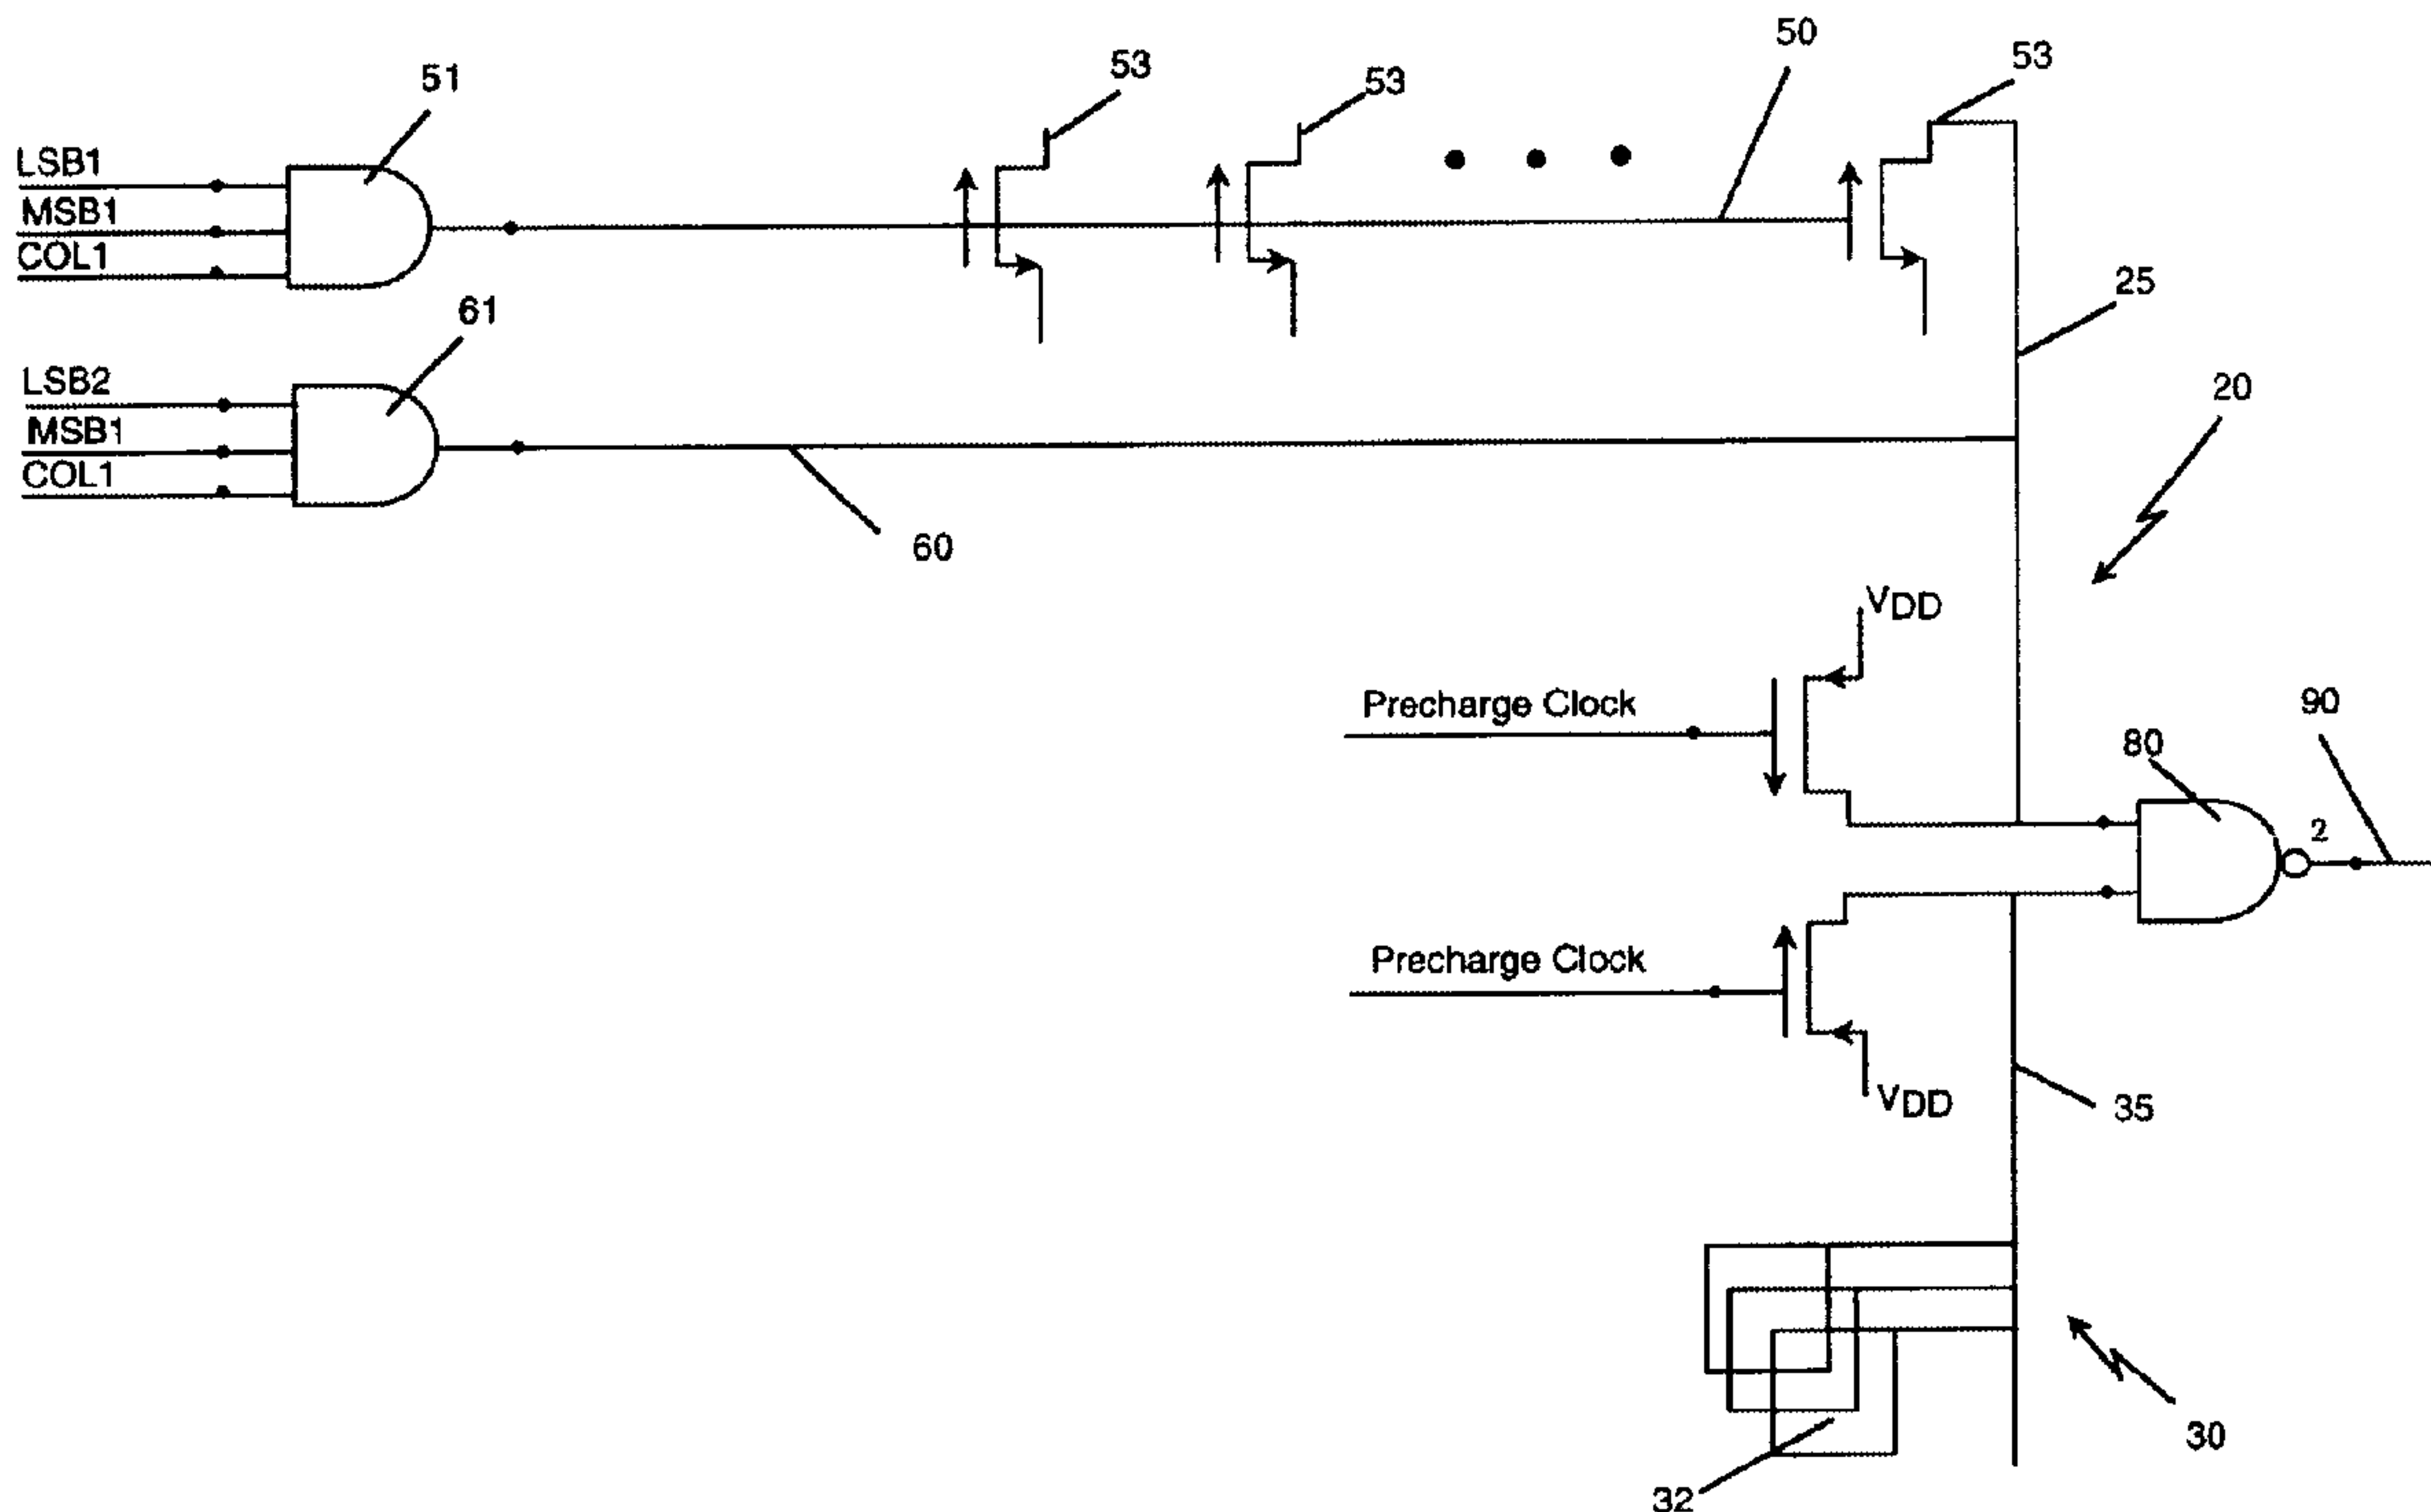 50
53
53
53
51
LSB1
MSB1
COL1
25
61
LSB2
MSB1
COL1
20
60
VDD
Precharge Clock
90
80
2
Precharge Clock
VDD
35
30
32